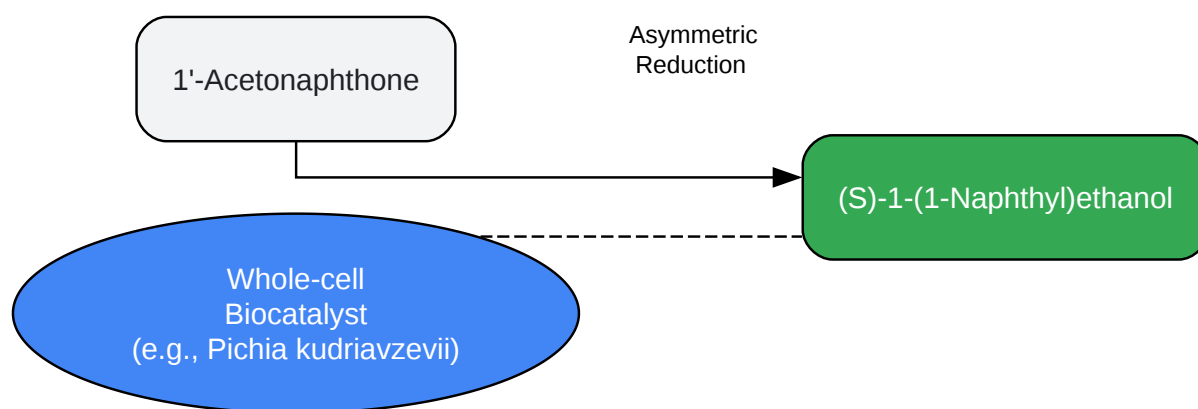 1'-Acetonaphthone
Asymmetric
Reduction
(S)-1-(1-Naphthyl)ethanol
Whole-cell
Biocatalyst
(e.g., Pichia kudriavzevii)